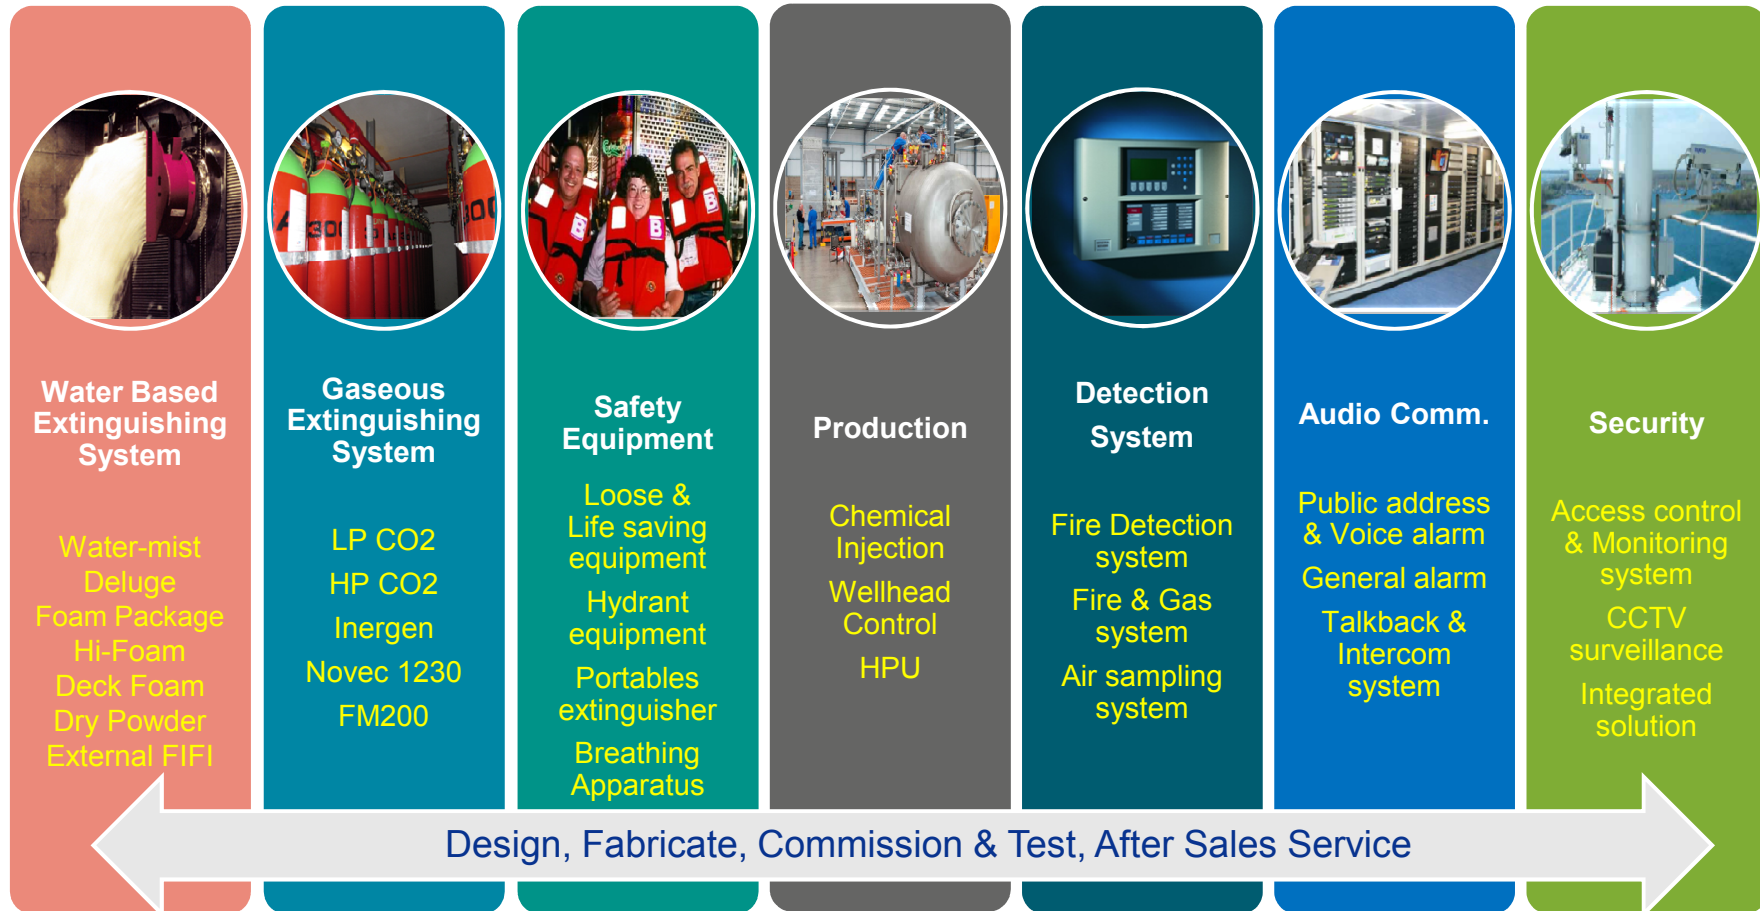 Water Based
Extinguishing
System
Water-mist
Deluge
Foam Package
Hi-Foam
Deck Foam
Dry Powder
External FIFI
Gaseous
Extinguishing
System
LP CO2
HP CO2
Inergen
Novec 1230
FM200
Safety
Equipment
Loose &
Life saving
equipment
Hydrant
equipment
Portables
extinguisher
Breathing
Apparatus
Production
Chemical
Injection
Wellhead
Control
HPU
Detection
System
Fire Detection
system
Fire & Gas
system
Air sampling
system
Audio Comm.
Public address
& Voice alarm
General alarm
Talkback &
Intercom
system
Security
Access control
& Monitoring
system
CCTV
surveillance
Integrated
solution
Design, Fabricate, Commission & Test, After Sales Service